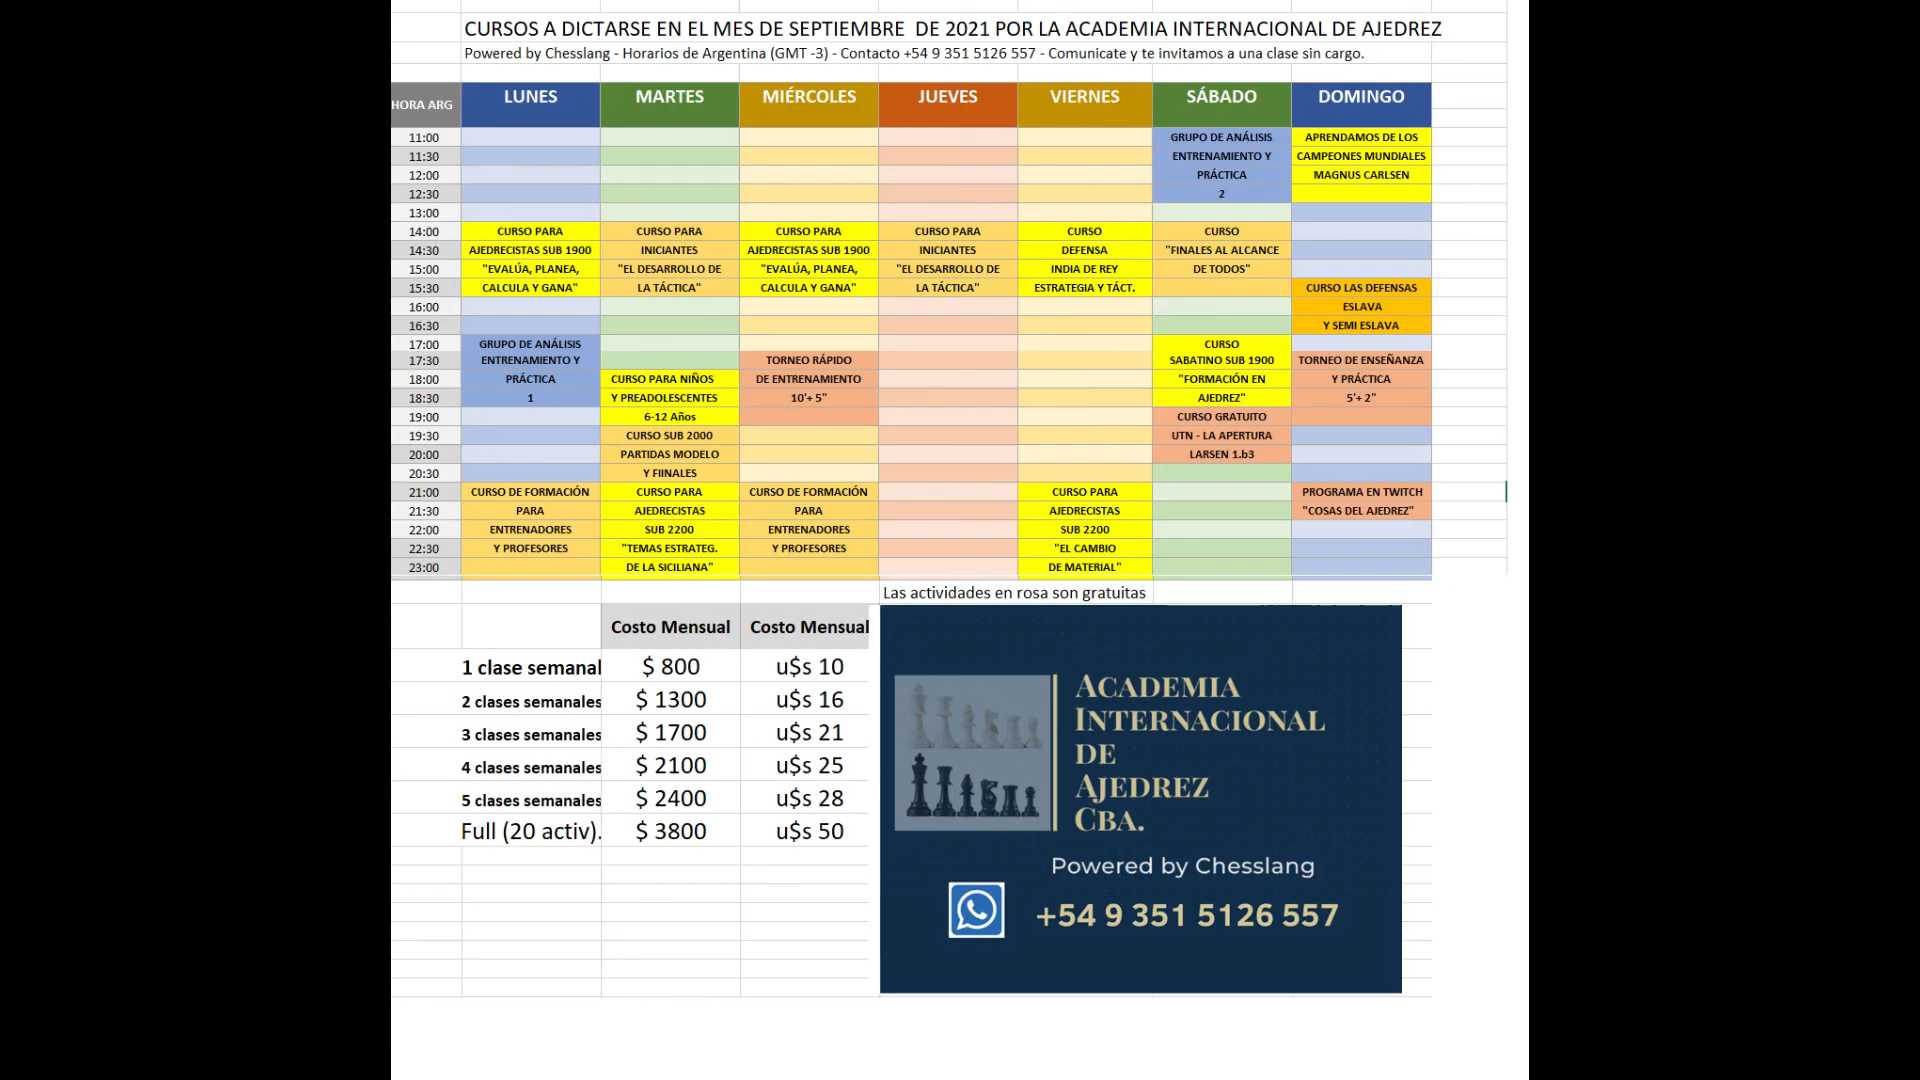 CURSOS A DICTARSE EN EL MES DE SEPTIEMBRE  DE 2021 POR LA ACADEMIA INTERNACIONAL DE AJEDREZ
Powered by Chesslang - Horarios de Argentina (GMT -3) - Contacto +54 9 351 5126 557 - Comunicate y te invitamos a una clase sin cargo.
HORA ARG LUNES MARTES MIÉRCOLES JUEVES VIERNES SÁBADO DOMINGO
11:00 GRUPO DE ANÁLISIS APRENDAMOS DE LOS
11:30 ENTRENAMIENTO Y CAMPEONES MUNDIALES
12:00 PRÁCTICA MAGNUS CARLSEN
12:30 2
13:00
14:00 CURSO PARA CURSO PARA CURSO PARA CURSO PARA CURSO CURSO
14:30 AJEDRECISTAS SUB 1900 INICIANTES AJEDRECISTAS SUB 1900 INICIANTES DEFENSA "FINALES AL ALCANCE
15:00 "EVALÚA, PLANEA, "EL DESARROLLO DE "EVALÚA, PLANEA, "EL DESARROLLO DE INDIA DE REY DE TODOS"
15:30 CALCULA Y GANA" LA TÁCTICA" CALCULA Y GANA" LA TÁCTICA" ESTRATEGIA Y TÁCT. CURSO LAS DEFENSAS
16:00 ESLAVA
16:30 Y SEMI ESLAVA
17:00 GRUPO DE ANÁLISIS CURSO
17:30 ENTRENAMIENTO Y TORNEO RÁPIDO SABATINO SUB 1900 TORNEO DE ENSEÑANZA
18:00 PRÁCTICA CURSO PARA NIÑOS DE ENTRENAMIENTO "FORMACIÓN EN Y PRÁCTICA
18:30 1 Y PREADOLESCENTES 10'+ 5" AJEDREZ" 5'+ 2"
19:00 6-12 Años CURSO GRATUITO
19:30 CURSO SUB 2000 UTN - LA APERTURA
20:00 PARTIDAS MODELO LARSEN 1.b3
20:30 Y FIINALES
21:00 CURSO DE FORMACIÓN CURSO PARA CURSO DE FORMACIÓN CURSO PARA PROGRAMA EN TWITCH
21:30 PARA AJEDRECISTAS PARA AJEDRECISTAS "COSAS DEL AJEDREZ"
22:00 ENTRENADORES SUB 2200 ENTRENADORES SUB 2200
22:30 Y PROFESORES "TEMAS ESTRATEG. Y PROFESORES "EL CAMBIO
23:00 DE LA SICILIANA" DE MATERIAL"
Las actividades en rosa son gratuitas
Costo Mensual Costo Mensual
1 clase semanal $ 800 u$s 10
2 clases semanales $ 1300 u$s 16
3 clases semanales $ 1700 u$s 21
4 clases semanales $ 2100 u$s 25
5 clases semanales $ 2400 u$s 28
Full (20 activ). $ 3800 u$s 50
ACADEMIA
INTERNACIONAL
DE
AJEDREZ
CBA.
Powered by Chesslang
+54 9 351 5126 557